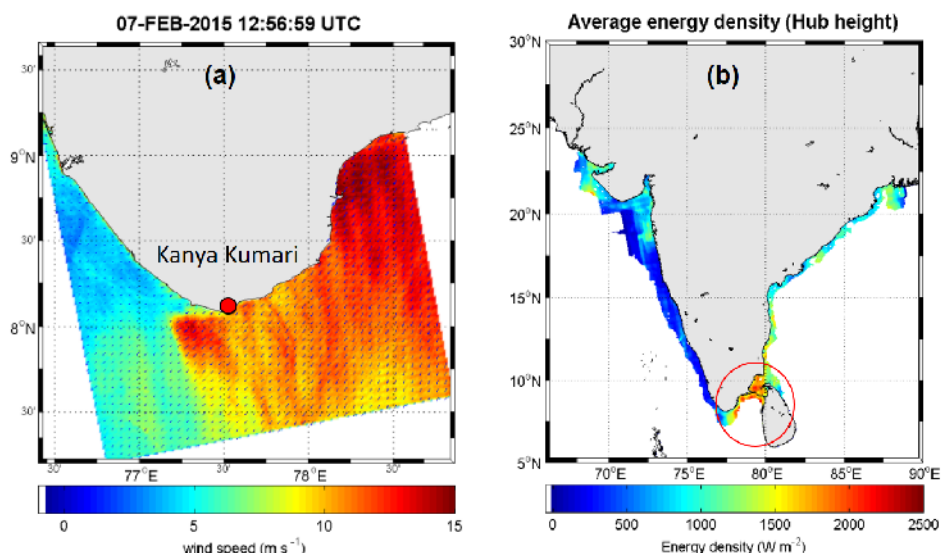 07-FEB-2015 12:56:59 UTC
(a)
30'
9°N
30'
8°N
30'
Kanya Kumari
30'
77°E
30'
78°E
30'
0 5 10 15
wind speed (m s⁻¹)
Average energy density (Hub height)
(b)
30°N
25°N
20°N
15°N
10°N
5°N
70°E 75°E 80°E 85°E 90°E
0 500 1000 1500 2000 2500
Energy density (W m⁻²)